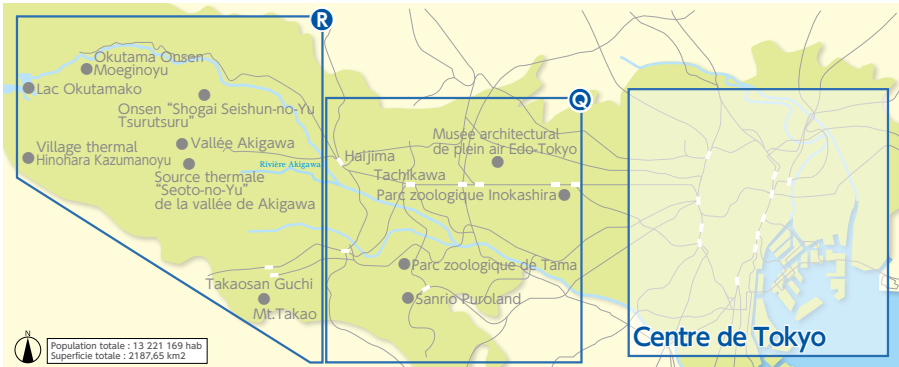 R
Okutama Onsen
Moeginoyu
Lac Okutamako
Onsen "Shogai Seishun-no-Yu
Tsurutsuru"
Village thermal
Hinohara Kazumanoyu
Vallée Akigawa
Source thermale
"Seoto-no-Yu"
de la vallée de Akigawa
Rivière Akigawa
Haijima
Q
Musée architectural
de plein air Edo-Tokyo
Tachikawa
Parc zoologique Inokashira
Parc zoologique de Tama
Sanrio Puroland
Takaosan Guchi
Mt.Takao
Centre de Tokyo
N
Population totale : 13 221 169 hab
Superficie totale : 2187,65 km2